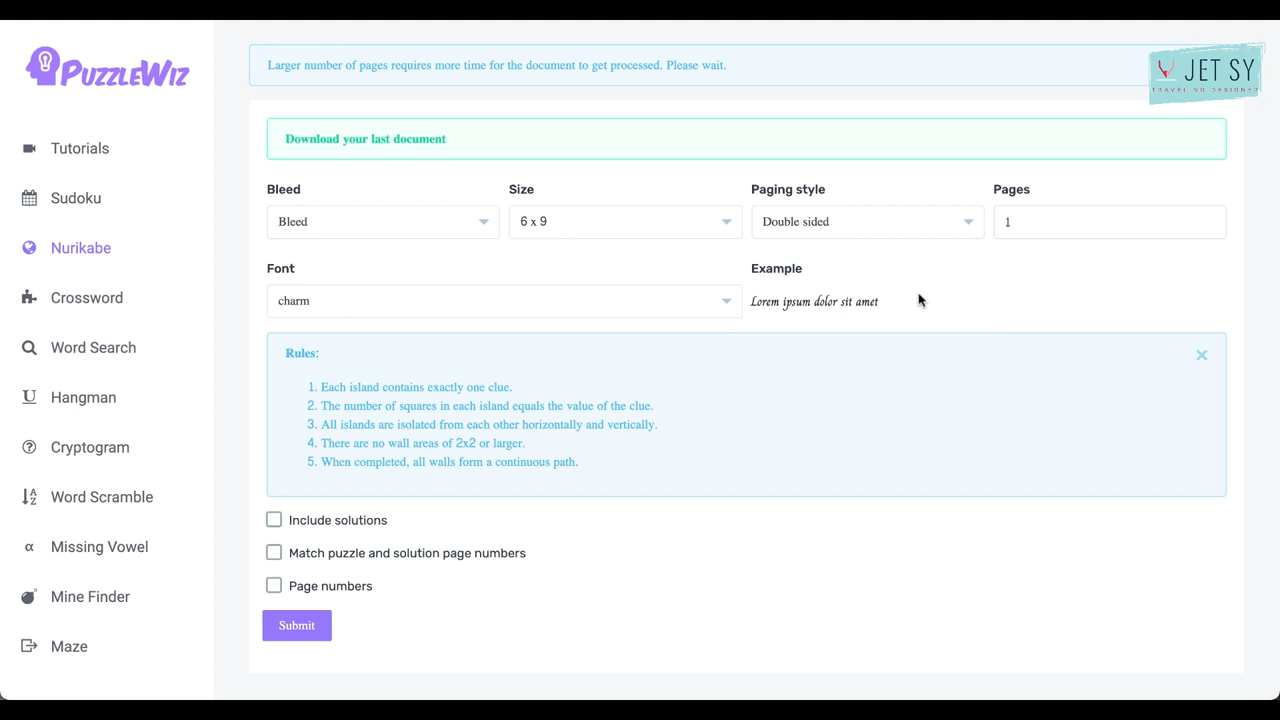 PUZZLEWIZ
Tutorials
Sudoku
Nurikabe
Crossword
Word Search
Hangman
Cryptogram
Word Scramble
Missing Vowel
Mine Finder
Maze
Larger number of pages requires more time for the document to get processed. Please wait.
JET SY
TRAVELING DESIGNER
Download your last document
Bleed Size Paging style Pages
Bleed 6 x 9 Double sided 1
Font Example
charm Lorem ipsum dolor sit amet
Rules:
1. Each island contains exactly one clue.
2. The number of squares in each island equals the value of the clue.
3. All islands are isolated from each other horizontally and vertically.
4. There are no wall areas of 2x2 or larger.
5. When completed, all walls form a continuous path.
Include solutions
Match puzzle and solution page numbers
Page numbers
Submit